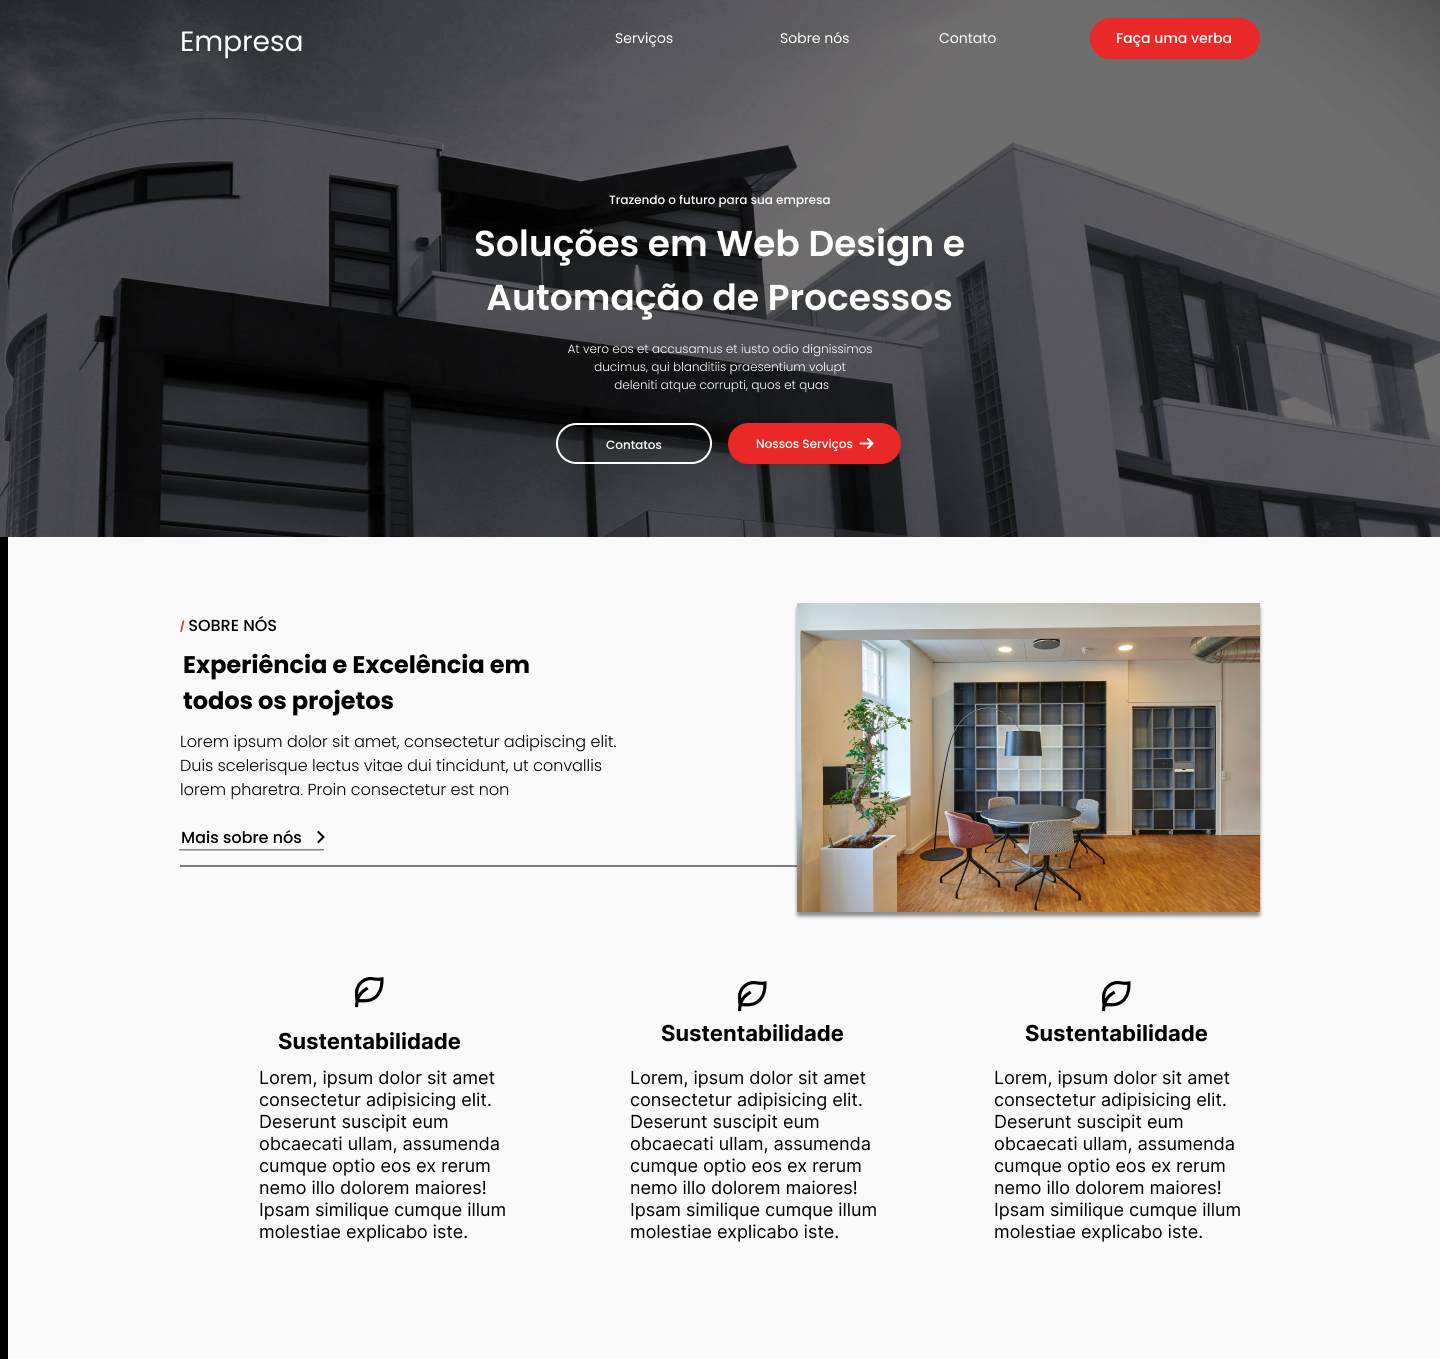 Empresa
Serviços
Sobre nós
Contato
Faça uma verba
Trazendo o futuro para sua empresa
Soluções em Web Design e
Automação de Processos
At vero eos et accusamus et iusto odio dignissimos
ducimus, qui blanditiis praesentium volupt
deleniti atque corrupti, quos et quas
Contatos
Nossos Serviços
/ SOBRE NÓS
Experiência e Excelência em
todos os projetos
Lorem ipsum dolor sit amet, consectetur adipiscing elit.
Duis scelerisque lectus vitae dui tincidunt, ut convallis
lorem pharetra. Proin consectetur est non
Mais sobre nós
Sustentabilidade
Lorem, ipsum dolor sit amet
consectetur adipisicing elit.
Deserunt suscipit eum
obcaecati ullam, assumenda
cumque optio eos ex rerum
nemo illo dolorem maiores!
Ipsam similique cumque illum
molestiae explicabo iste.
Sustentabilidade
Lorem, ipsum dolor sit amet
consectetur adipisicing elit.
Deserunt suscipit eum
obcaecati ullam, assumenda
cumque optio eos ex rerum
nemo illo dolorem maiores!
Ipsam similique cumque illum
molestiae explicabo iste.
Sustentabilidade
Lorem, ipsum dolor sit amet
consectetur adipisicing elit.
Deserunt suscipit eum
obcaecati ullam, assumenda
cumque optio eos ex rerum
nemo illo dolorem maiores!
Ipsam similique cumque illum
molestiae explicabo iste.